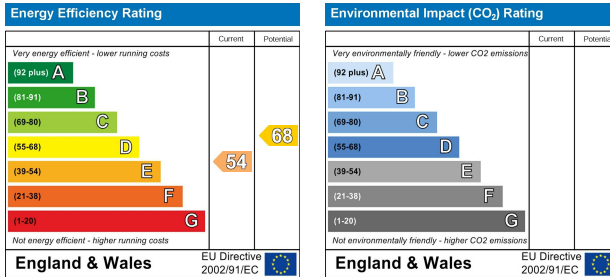 Energy Efficiency Rating
Current Potential
Very energy efficient - lower running costs
(92 plus) A
(81-91) B
(69-80) C
(55-68) D
(39-54) E
(21-38) F
(1-20) G
54
68
Not energy efficient - higher running costs
England & Wales
EU Directive
2002/91/EC
Environmental Impact (CO₂) Rating
Current Potential
Very environmentally friendly - lower CO2 emissions
(92 plus) A
(81-91) B
(69-80) C
(55-68) D
(39-54) E
(21-38) F
(1-20) G
Not environmentally friendly - higher CO2 emissions
England & Wales
EU Directive
2002/91/EC